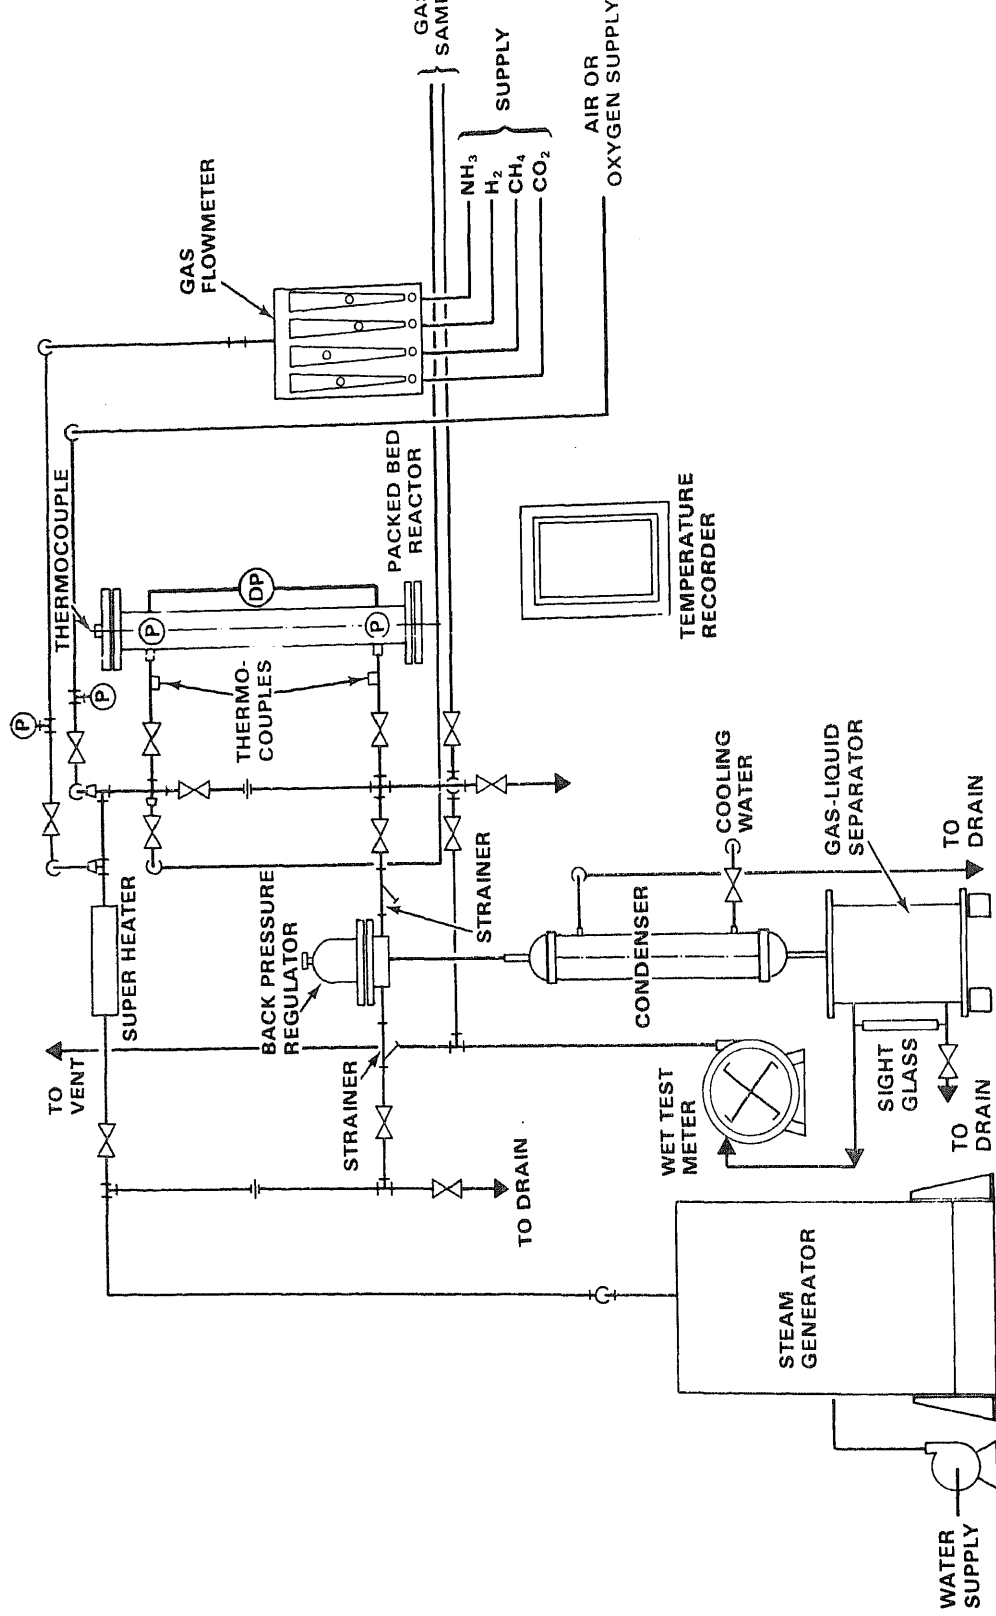 GAS
FLOWMETER
SUPPLY
NH3
H2
CH4
CO2
AIR OR
OXYGEN SUPPLY
THERMOCOUPLE
PACKED BED
REACTOR
DP
P
P
P
P
THERMO-
COUPLES
TEMPERATURE
RECORDER
SUPER HEATER
BACK PRESSURE
REGULATOR
STRAINER
COOLING
WATER
GAS-LIQUID
SEPARATOR
TO
DRAIN
CONDENSER
TO
VENT
STRAINER
WET TEST
METER
SIGHT
GLASS
TO
DRAIN
TO DRAIN
STEAM
GENERATOR
WATER
SUPPLY